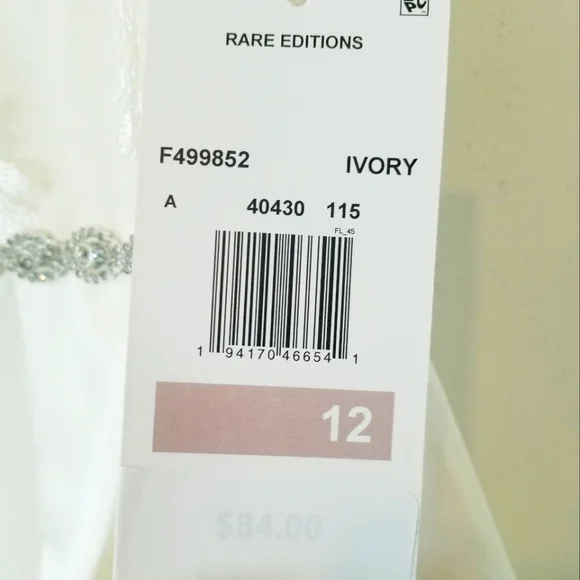 RARE EDITIONS
F499852 IVORY
A 40430 115
FL_45
1 94170 46654 1
12
$84.00